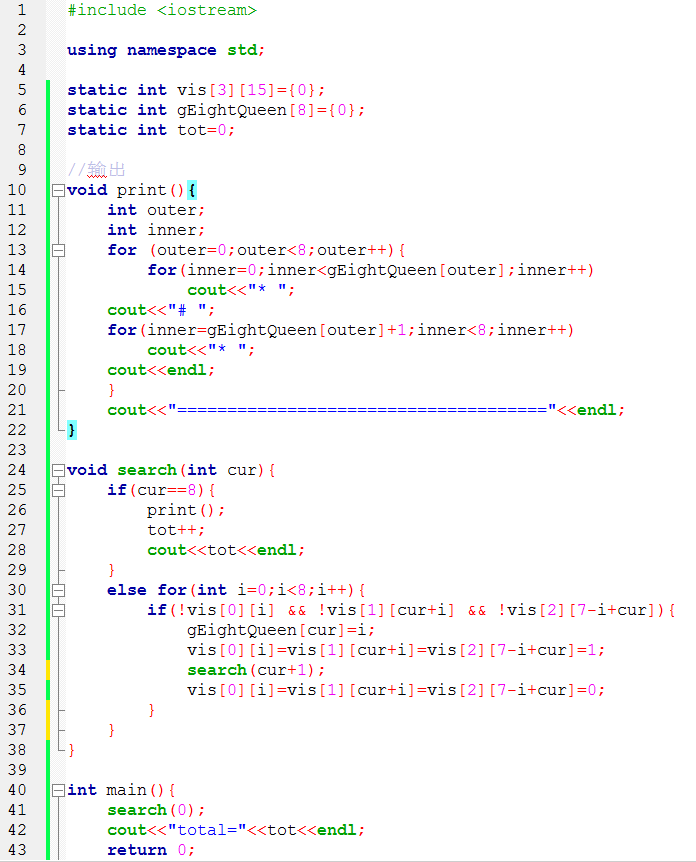 1 #include <iostream>
2
3 using namespace std;
4
5 static int vis[3][15]={0};
6 static int gEightQueen[8]={0};
7 static int tot=0;
8
9 //输出
10 void print(){
11     int outer;
12     int inner;
13     for (outer=0;outer<8;outer++){
14         for(inner=0;inner<gEightQueen[outer];inner++)
15             cout<<"* ";
16     cout<<"# ";
17     for(inner=gEightQueen[outer]+1;inner<8;inner++)
18         cout<<"* ";
19     cout<<endl;
20     }
21     cout<<"====================================="<<endl;
22 }
23
24 void search(int cur){
25     if(cur==8){
26         print();
27         tot++;
28         cout<<tot<<endl;
29     }
30     else for(int i=0;i<8;i++){
31         if(!vis[0][i] && !vis[1][cur+i] && !vis[2][7-i+cur]){
32             gEightQueen[cur]=i;
33             vis[0][i]=vis[1][cur+i]=vis[2][7-i+cur]=1;
34             search(cur+1);
35             vis[0][i]=vis[1][cur+i]=vis[2][7-i+cur]=0;
36         }
37     }
38 }
39
40 int main(){
41     search(0);
42     cout<<"total="<<tot<<endl;
43     return 0;